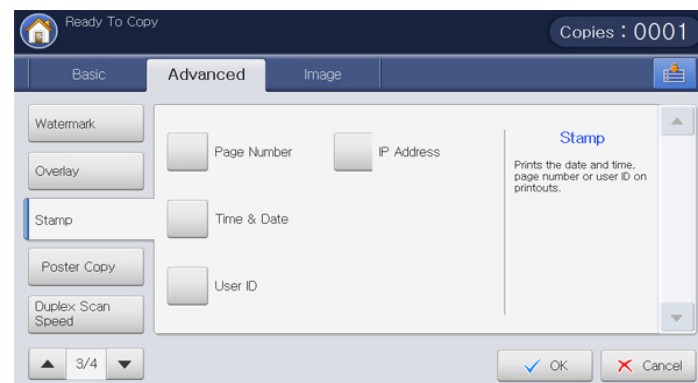 Ready To Copy
Copies : 0001
Basic
Advanced
Image
Watermark
Overlay
Stamp
Poster Copy
Duplex Scan
Speed
3/4
Page Number
IP Address
Time & Date
User ID
Stamp
Prints the date and time,
page number or user ID on
printouts.
OK
Cancel